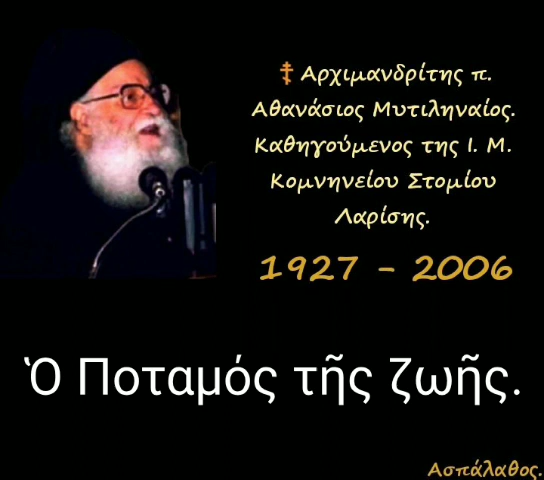 ☦ Αρχιμανδρίτης π.
Αθανάσιος Μυτιληναίος.
Καθηγούμενος της Ι. Μ.
Κομνηνείου Στομίου
Λαρίσης.
1927 - 2006
Ὁ Ποταμός τῆς ζωῆς.
Ασπάλαθος.